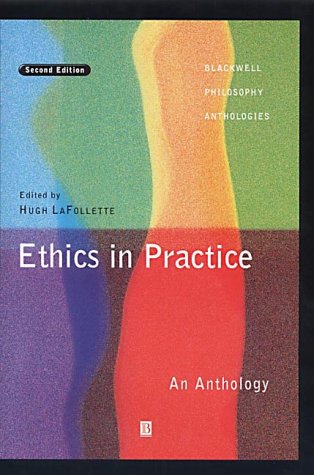 Second Edition
BLACKWELL
PHILOSOPHY
ANTHOLOGIES
Edited by
HUGH LAFOLLETTE
Ethics in Practice
An Anthology
B